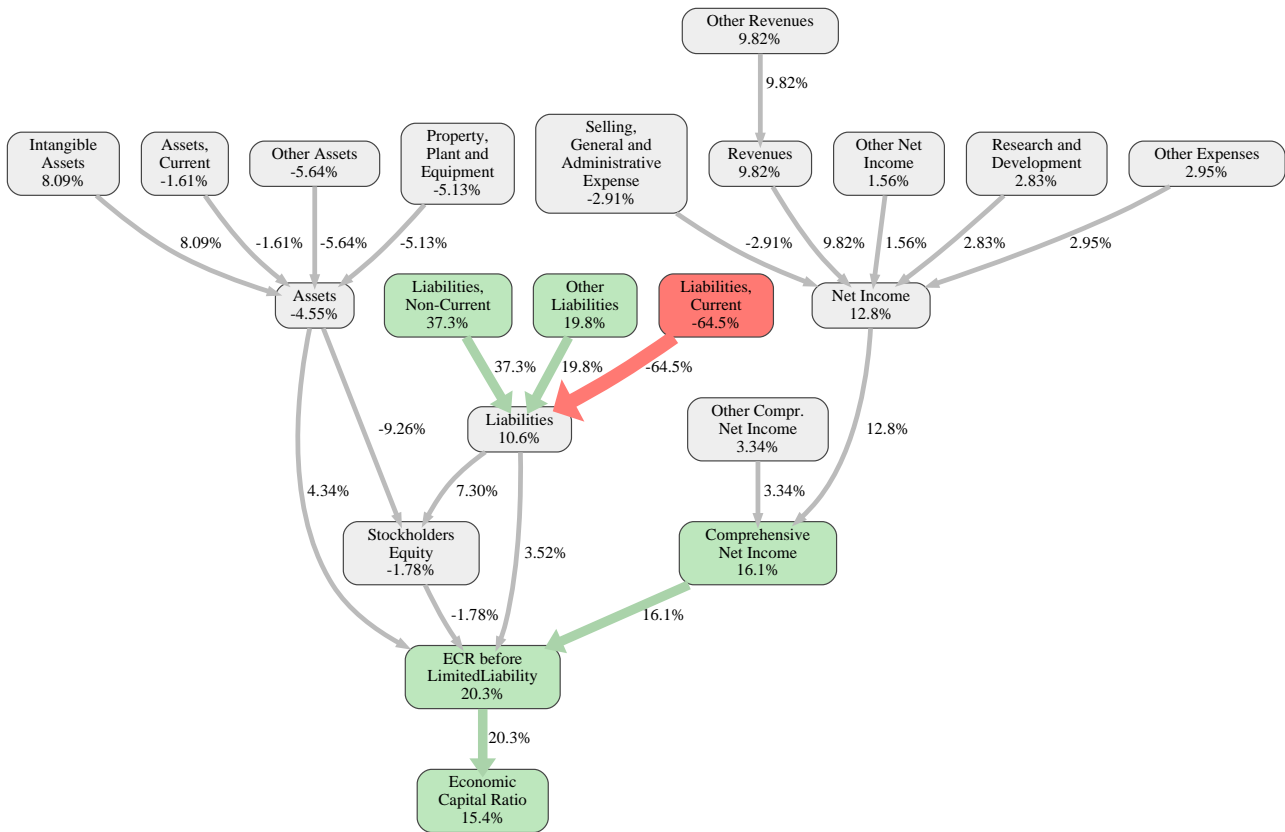 Other Revenues
9.82%
9.82%
Intangible
Assets
8.09%
Assets,
Current
-1.61%
Other Assets
-5.64%
Property,
Plant and
Equipment
-5.13%
Selling,
General and
Administrative
Expense
-2.91%
Revenues
9.82%
Other Net
Income
1.56%
Research and
Development
2.83%
Other Expenses
2.95%
8.09%
-1.61%
-5.64%
-5.13%
-2.91%
9.82%
1.56%
2.83%
2.95%
Assets
-4.55%
Liabilities,
Non-Current
37.3%
Other
Liabilities
19.8%
Liabilities,
Current
-64.5%
Net Income
12.8%
37.3%
19.8%
-64.5%
-9.26%
Liabilities
10.6%
Other Compr.
Net Income
3.34%
12.8%
4.34%
7.30%
3.34%
Stockholders
Equity
-1.78%
3.52%
Comprehensive
Net Income
16.1%
-1.78%
16.1%
ECR before
LimitedLiability
20.3%
20.3%
Economic
Capital Ratio
15.4%